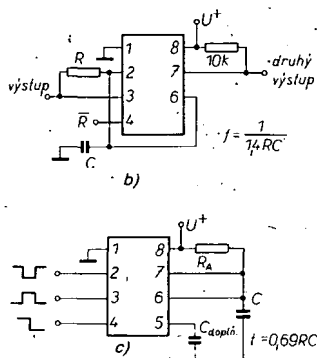 U⁺
1 8 10k
R 2 7 druhý výstup
výstup 3 6
R̅ 4 f = 1/1,4RC
C
b)
U⁺
1 8 R_A
2 7
3 6 C
4 5 C_doplň. t = 0,69RC
c)